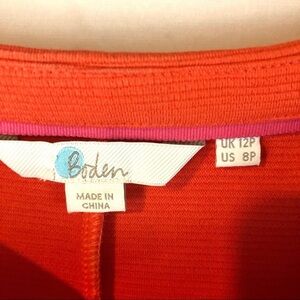 Boden
MADE IN
CHINA
UK 12P
US 8P